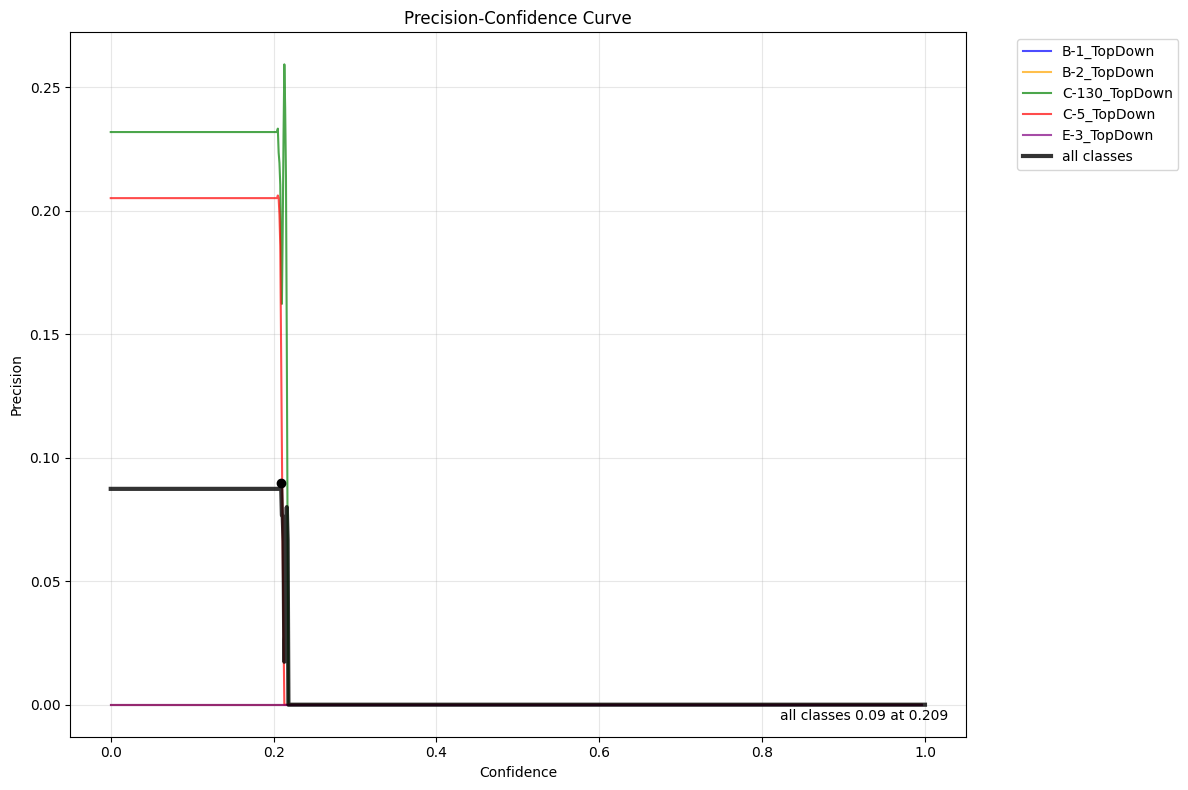 Precision-Confidence Curve
B-1_TopDown
B-2_TopDown
C-130_TopDown
C-5_TopDown
E-3_TopDown
all classes
Precision
0.25
0.20
0.15
0.10
0.05
0.00
all classes 0.09 at 0.209
0.0 0.2 0.4 0.6 0.8 1.0
Confidence